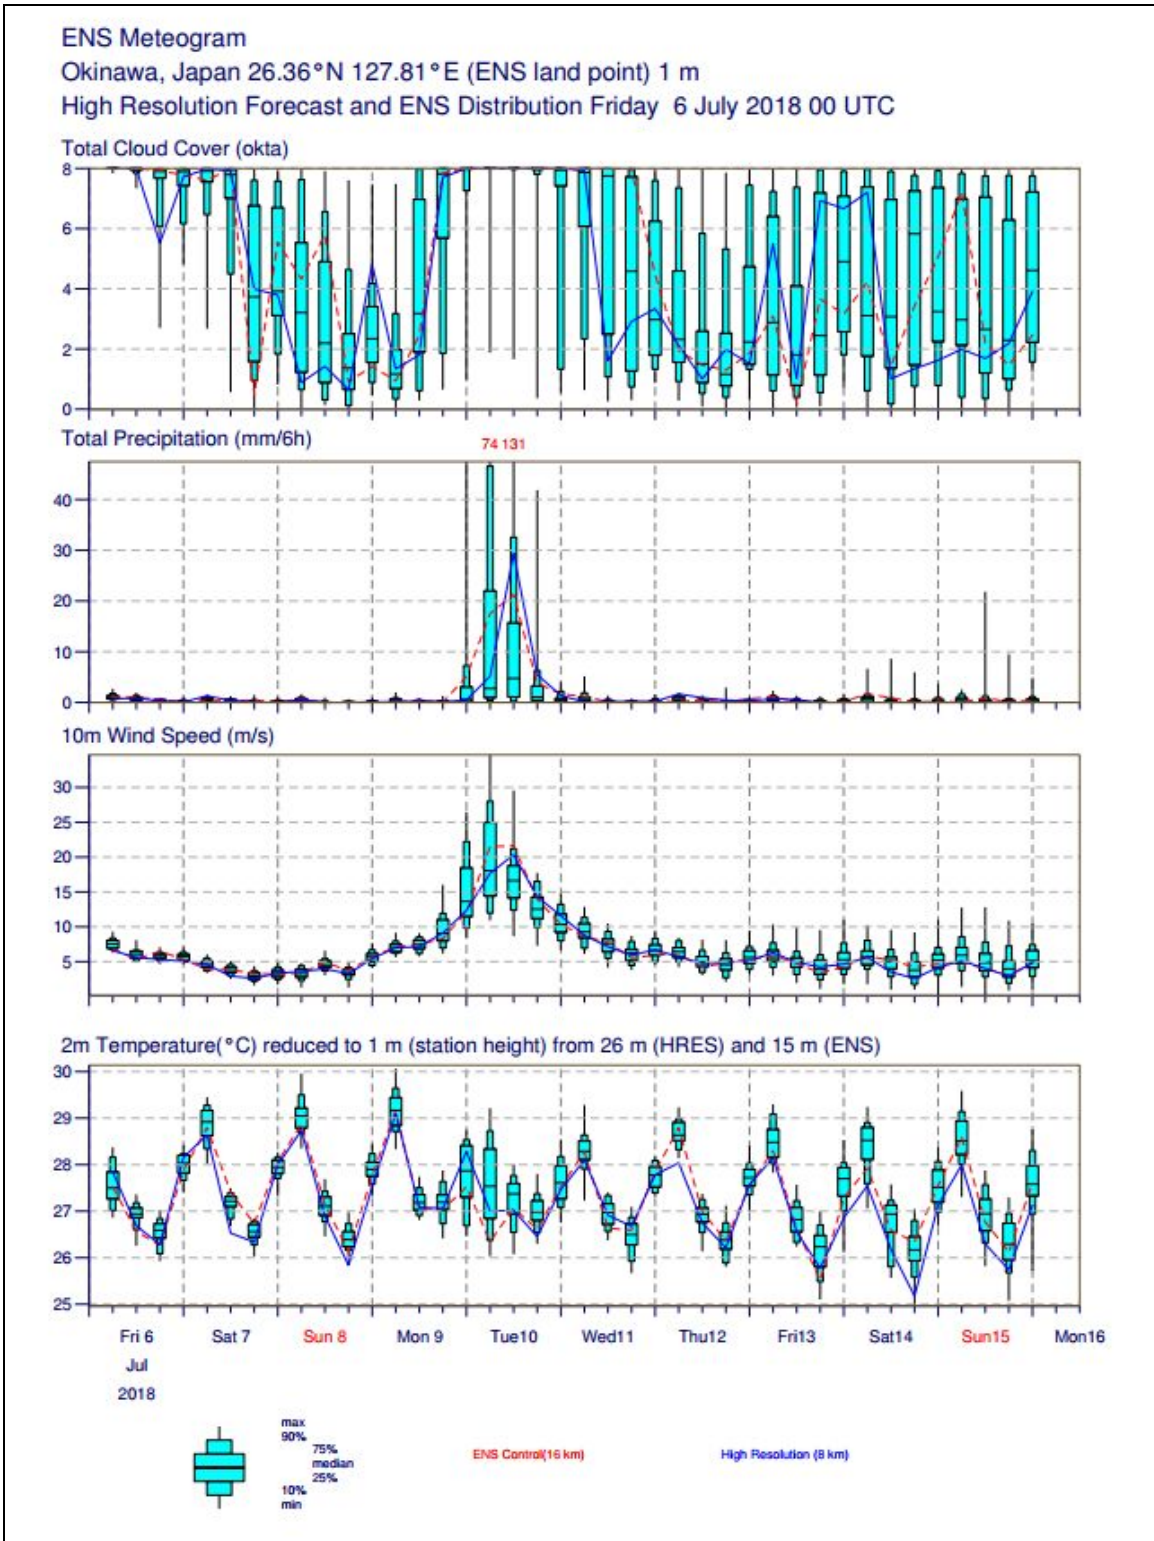 ENS Meteogram
Okinawa, Japan 26.36°N 127.81°E (ENS land point) 1 m
High Resolution Forecast and ENS Distribution Friday 6 July 2018 00 UTC
Total Cloud Cover (okta)
8
6
4
2
0
Total Precipitation (mm/6h)
74 131
40
30
20
10
0
10m Wind Speed (m/s)
30
25
20
15
10
5
2m Temperature(°C) reduced to 1 m (station height) from 26 m (HRES) and 15 m (ENS)
30
29
28
27
26
25
Fri 6 Sat 7 Sun 8 Mon 9 Tue10 Wed11 Thu12 Fri13 Sat14 Sun15 Mon16
Jul
2018
max
90%
75%
median
25%
10%
min
ENS Control(16 km)
High Resolution (8 km)